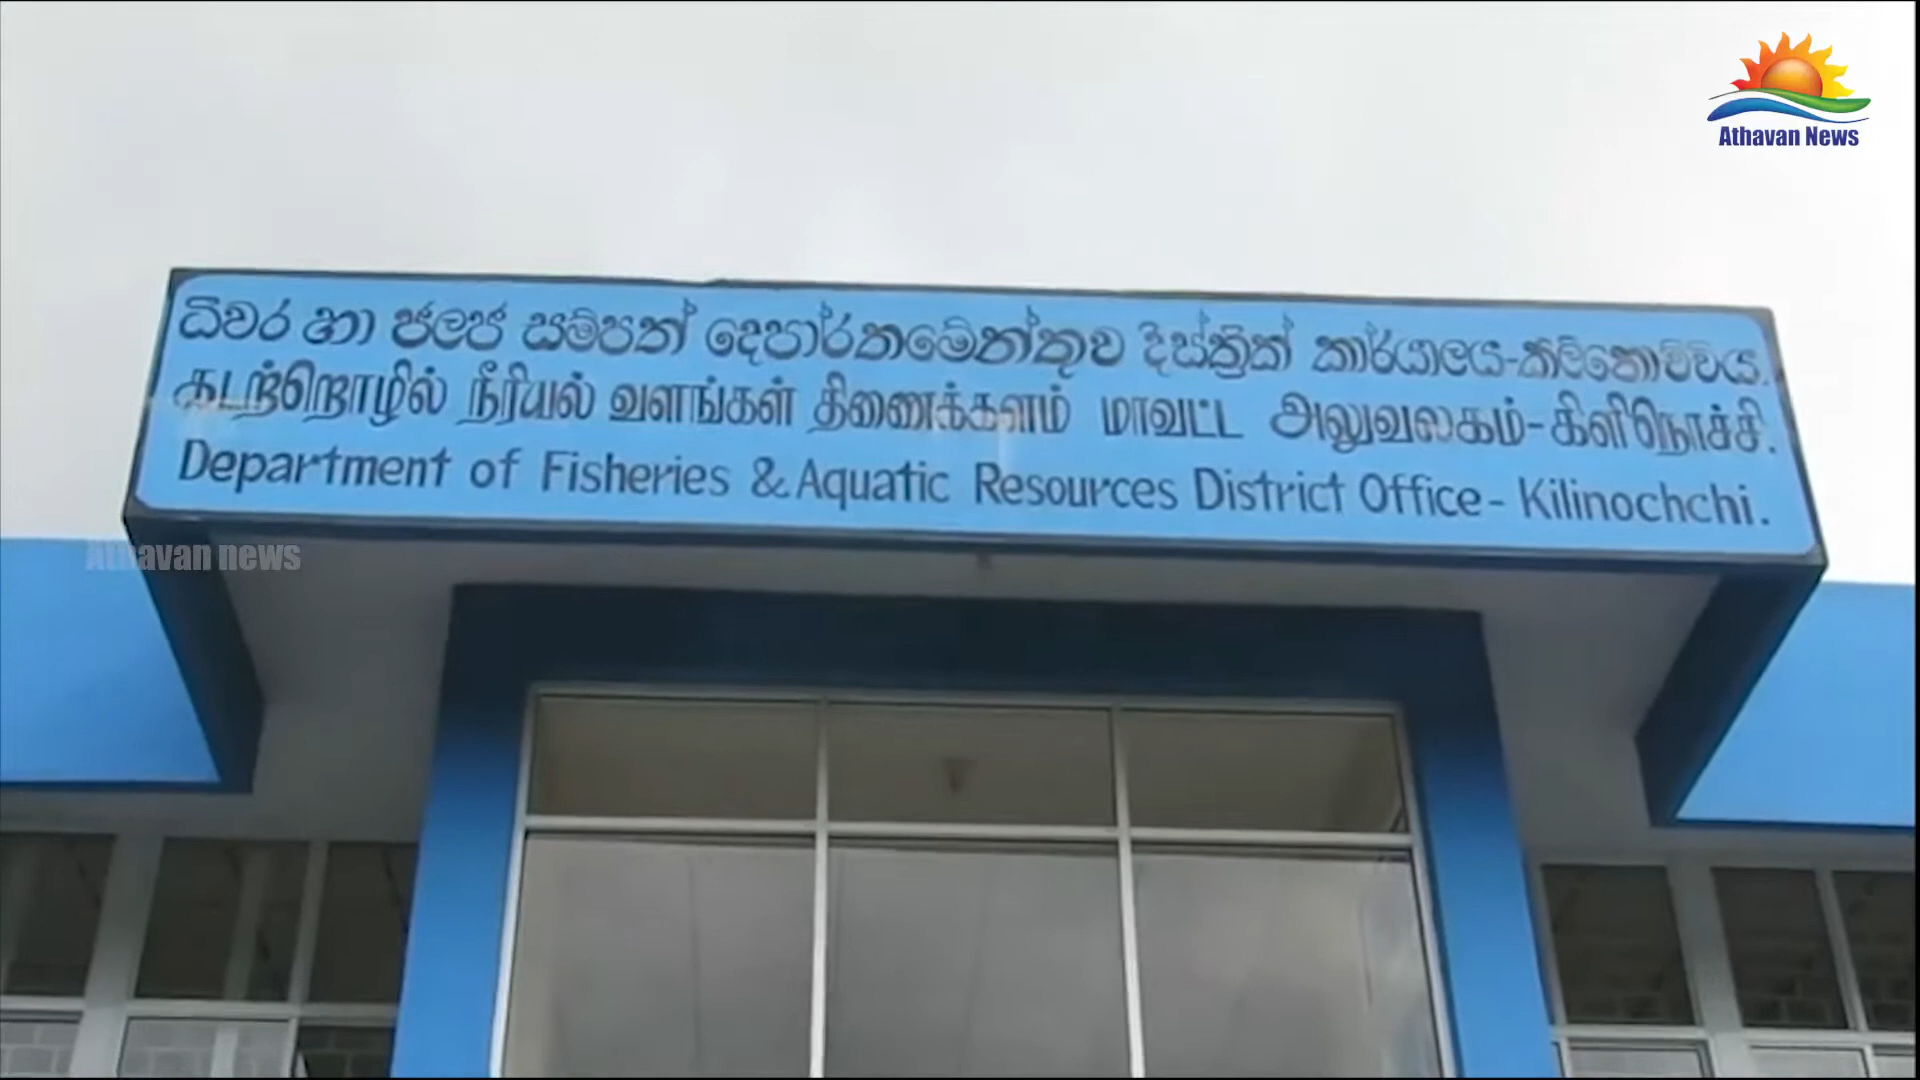 Athavan News
ධීවර හා ජලජ සම්පත් දෙපාර්තමේන්තුව දිස්ත්‍රික් කාර්යාලය-කිලිනොච්චිය.
கடற்றொழில் நீரியல் வளங்கள் திணைக்களம் மாவட்ட அலுவலகம்-கிளிநொச்சி.
Department of Fisheries & Aquatic Resources District Office - Kilinochchi.
Athavan news